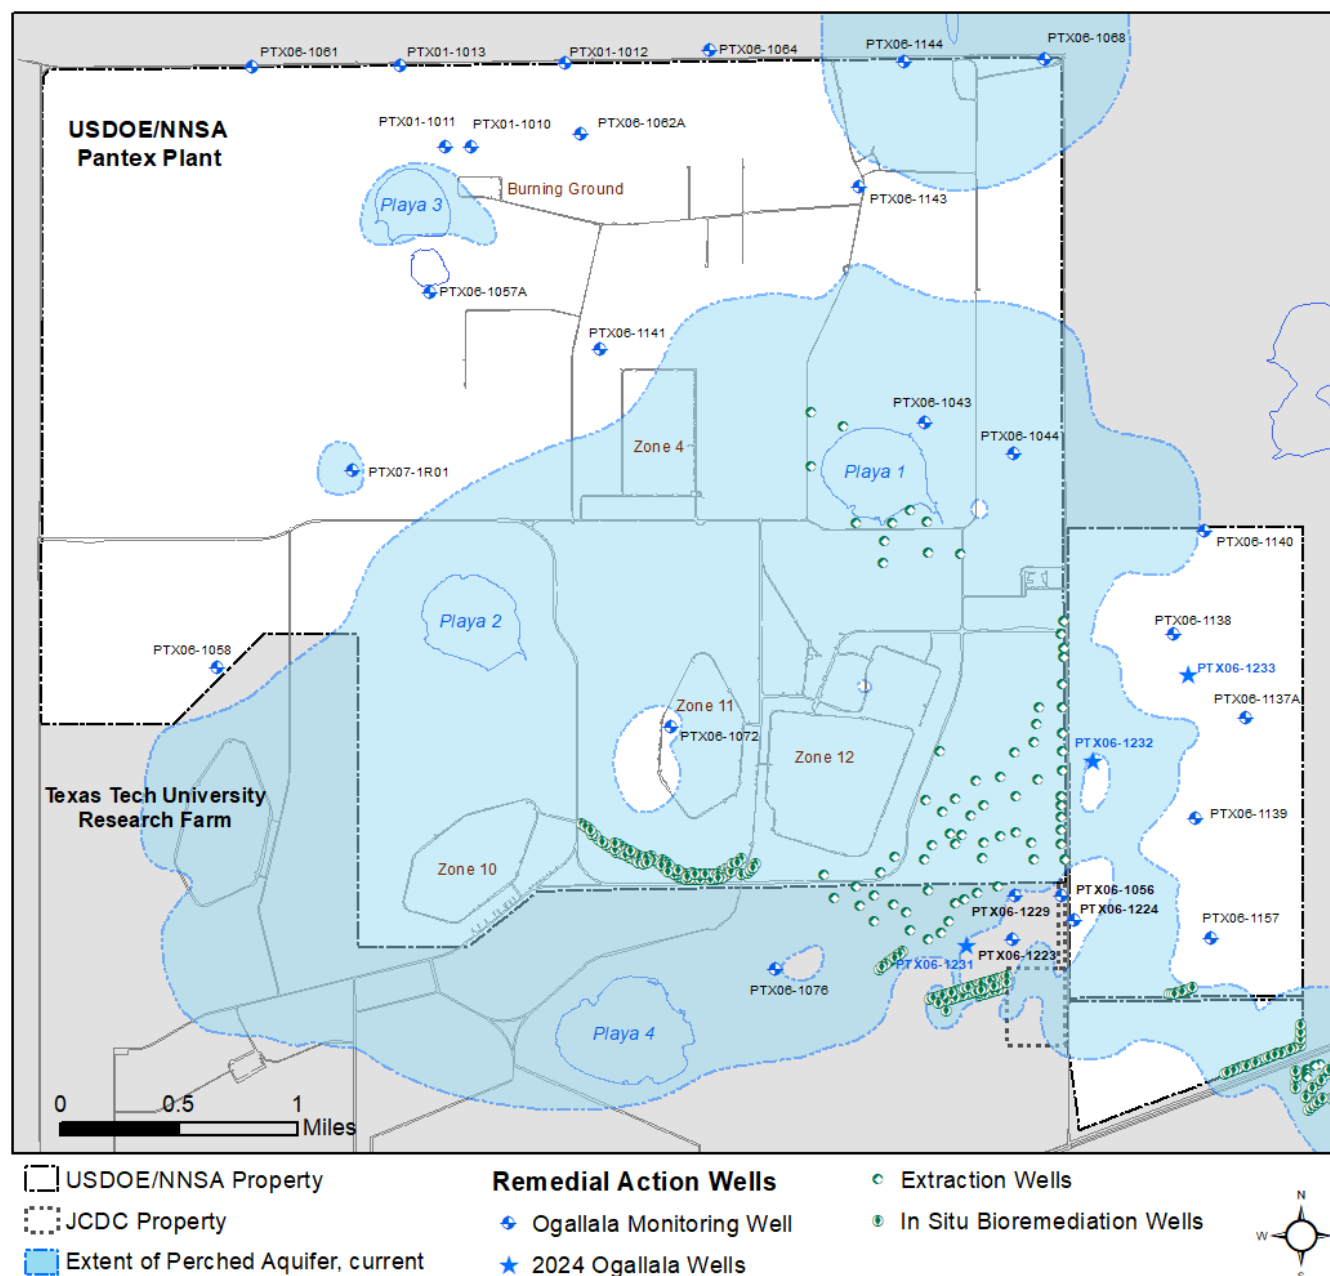 PTX06-1061
PTX01-1013
PTX01-1012
PTX06-1064
PTX06-1144
PTX06-1068
USDOE/NNSA
Pantex Plant
PTX01-1011
PTX01-1010
PTX06-1062A
Burning Ground
Playa 3
PTX06-1143
PTX06-1057A
PTX06-1141
PTX06-1043
PTX06-1044
Zone 4
Playa 1
PTX07-1R01
PTX06-1140
Playa 2
PTX06-1138
PTX06-1058
PTX06-1233
PTX06-1137A
Zone 11
PTX06-1072
PTX06-1232
Zone 12
Texas Tech University
Research Farm
PTX06-1139
Zone 10
PTX06-1056
PTX06-1229
PTX06-1224
PTX06-1157
PTX06-1223
PTX06-1231
PTX06-1076
Playa 4
0 0.5 1
Miles
USDOE/NNSA Property
JCDC Property
Extent of Perched Aquifer, current
Remedial Action Wells
Ogallala Monitoring Well
2024 Ogallala Wells
Extraction Wells
In Situ Bioremediation Wells
N
W
E
S